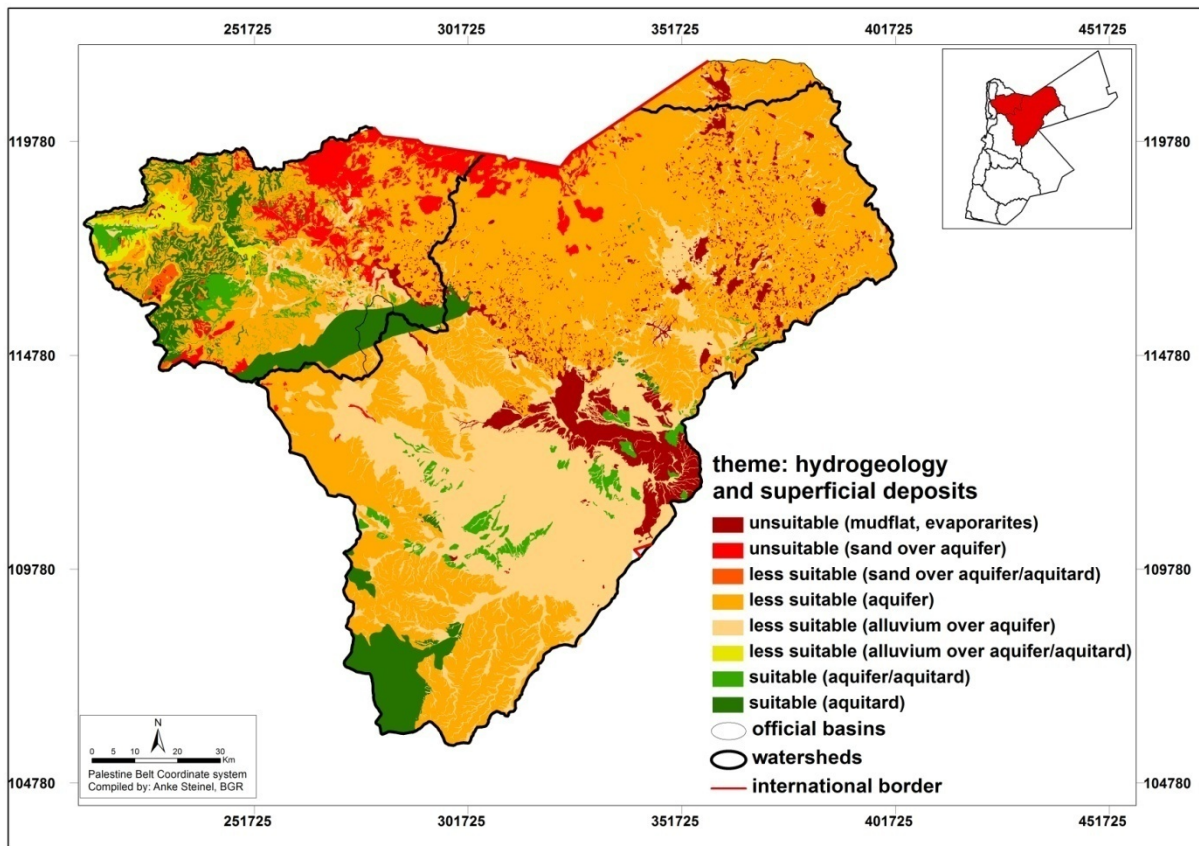 251725 301725 351725 401725 451725
119780 119780
114780 114780
theme: hydrogeology
and superficial deposits
unsuitable (mudflat, evaporarites)
unsuitable (sand over aquifer)
less suitable (sand over aquifer/aquitard)
109780 109780
less suitable (aquifer)
less suitable (alluvium over aquifer)
less suitable (alluvium over aquifer/aquitard)
suitable (aquifer/aquitard)
suitable (aquitard)
official basins
watersheds
international border
N
0 5 10 20 30
Km
Palestine Belt Coordinate system
Compiled by: Anke Steinel, BGR
104780 104780
251725 301725 351725 401725 451725